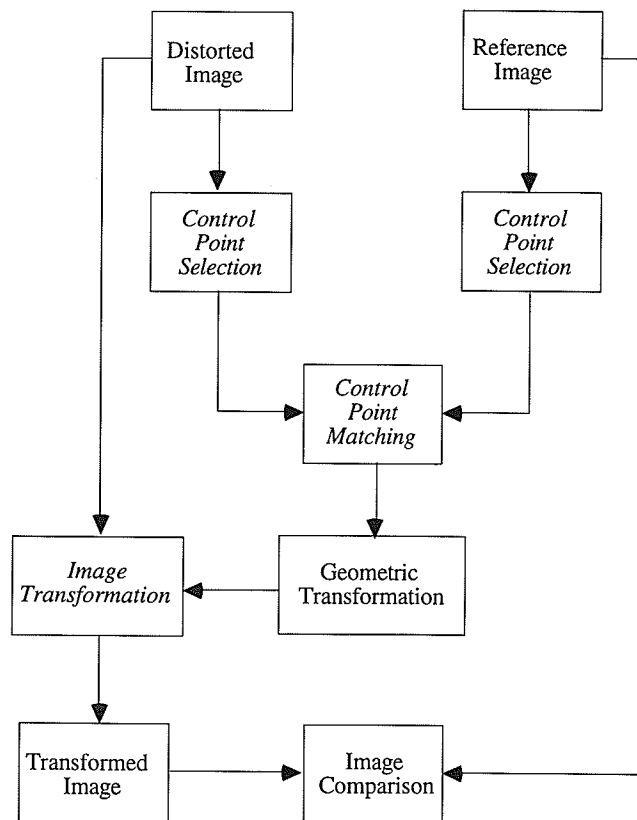 Distorted
Image
Reference
Image
Control
Point
Selection
Control
Point
Selection
Control
Point
Matching
Image
Transformation
Geometric
Transformation
Transformed
Image
Image
Comparison